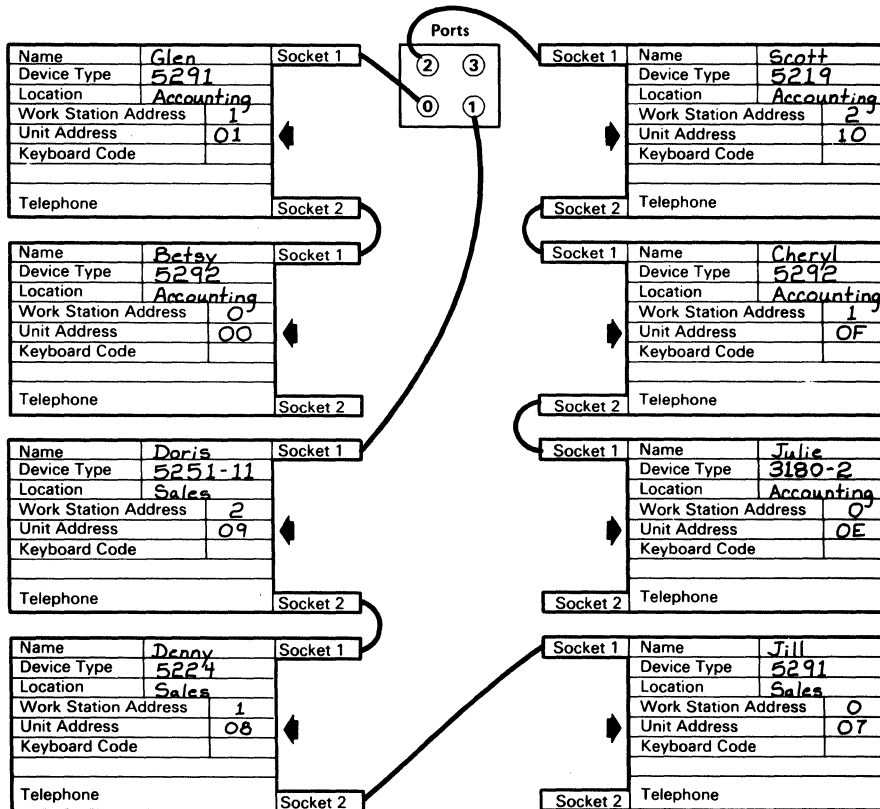 Ports
2 3
0 1
Name Glen Socket 1
Device Type 5291
Location Accounting
Work Station Address 1
Unit Address 01
Keyboard Code
Telephone Socket 2
Name Betsy Socket 1
Device Type 5292
Location Accounting
Work Station Address 0
Unit Address 00
Keyboard Code
Telephone Socket 2
Name Doris Socket 1
Device Type 5251-11
Location Sales
Work Station Address 2
Unit Address 09
Keyboard Code
Telephone Socket 2
Name Denny Socket 1
Device Type 5224
Location Sales
Work Station Address 1
Unit Address 08
Keyboard Code
Telephone Socket 2
Socket 1 Name Scott
Device Type 5219
Location Accounting
Work Station Address 2
Unit Address 10
Keyboard Code
Socket 2 Telephone
Socket 1 Name Cheryl
Device Type 5292
Location Accounting
Work Station Address 1
Unit Address 0F
Keyboard Code
Socket 2 Telephone
Socket 1 Name Julie
Device Type 3180-2
Location Accounting
Work Station Address 0
Unit Address 0E
Keyboard Code
Socket 2 Telephone
Socket 1 Name Jill
Device Type 5291
Location Sales
Work Station Address 0
Unit Address 07
Keyboard Code
Socket 2 Telephone